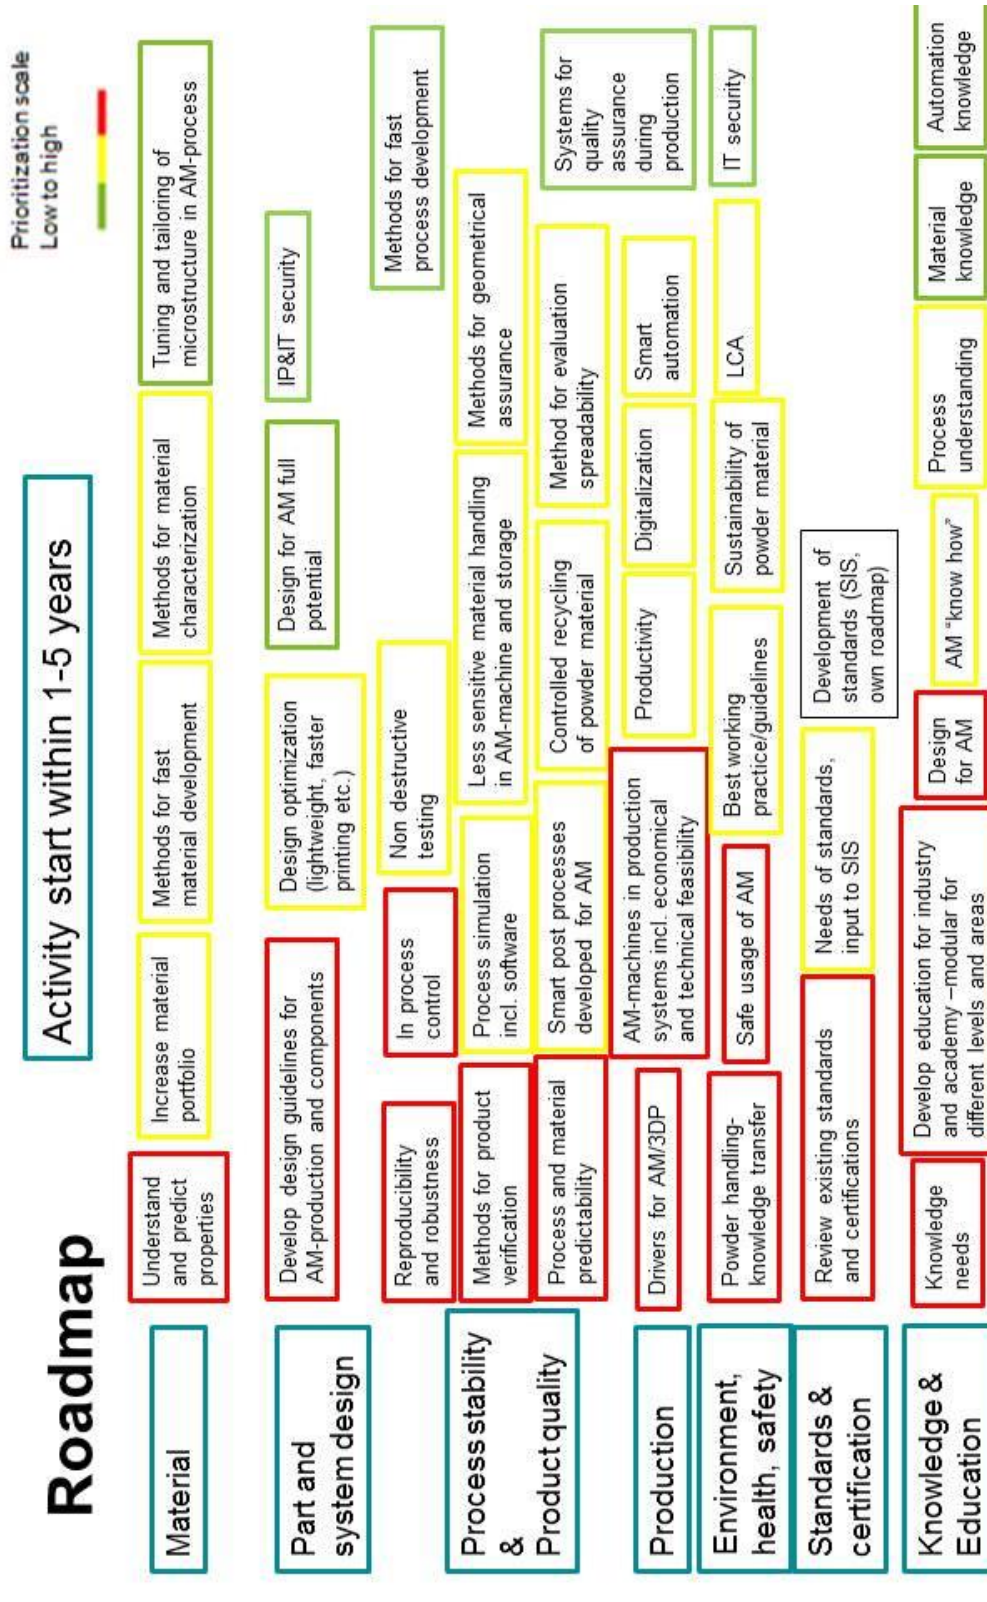 Roadmap
Activity start within 1-5 years
Prioritization scale
Low to high
Material
Understand
and predict
properties
Increase material
portfolio
Methods for fast
material development
Methods for material
characterization
Tuning and tailoring of
microstructure in AM-process
Part and
system design
Develop design guidelines for
AM-production and components
Design optimization
(lightweight, faster
printing etc.)
Design for AM full
potential
IP&IT security
Process stability
&
Product quality
Reproducibility
and robustness
In process
control
Non destructive
testing
Methods for fast
process development
Methods for product
verification
Process simulation
incl. software
Less sensitive material handling
in AM-machine and storage
Methods for geometrical
assurance
Process and material
predictability
Smart post processes
developed for AM
Controlled recycling
of powder material
Method for evaluation
spreadability
Systems for
quality
assurance
during
production
Production
Drivers for AM/3DP
AM-machines in production
systems incl. economical
and technical feasibility
Productivity
Digitalization
Smart
automation
Environment,
health, safety
Powder handling-
knowledge transfer
Safe usage of AM
Best working
practice/guidelines
Sustainability of
powder material
LCA
IT security
Standards &
certification
Review existing standards
and certifications
Needs of standards,
input to SIS
Development of
standards (SIS,
own roadmap)
Knowledge &
Education
Knowledge
needs
Develop education for industry
and academy –modular for
different levels and areas
Design
for AM
AM "know how"
Process
understanding
Material
knowledge
Automation
knowledge